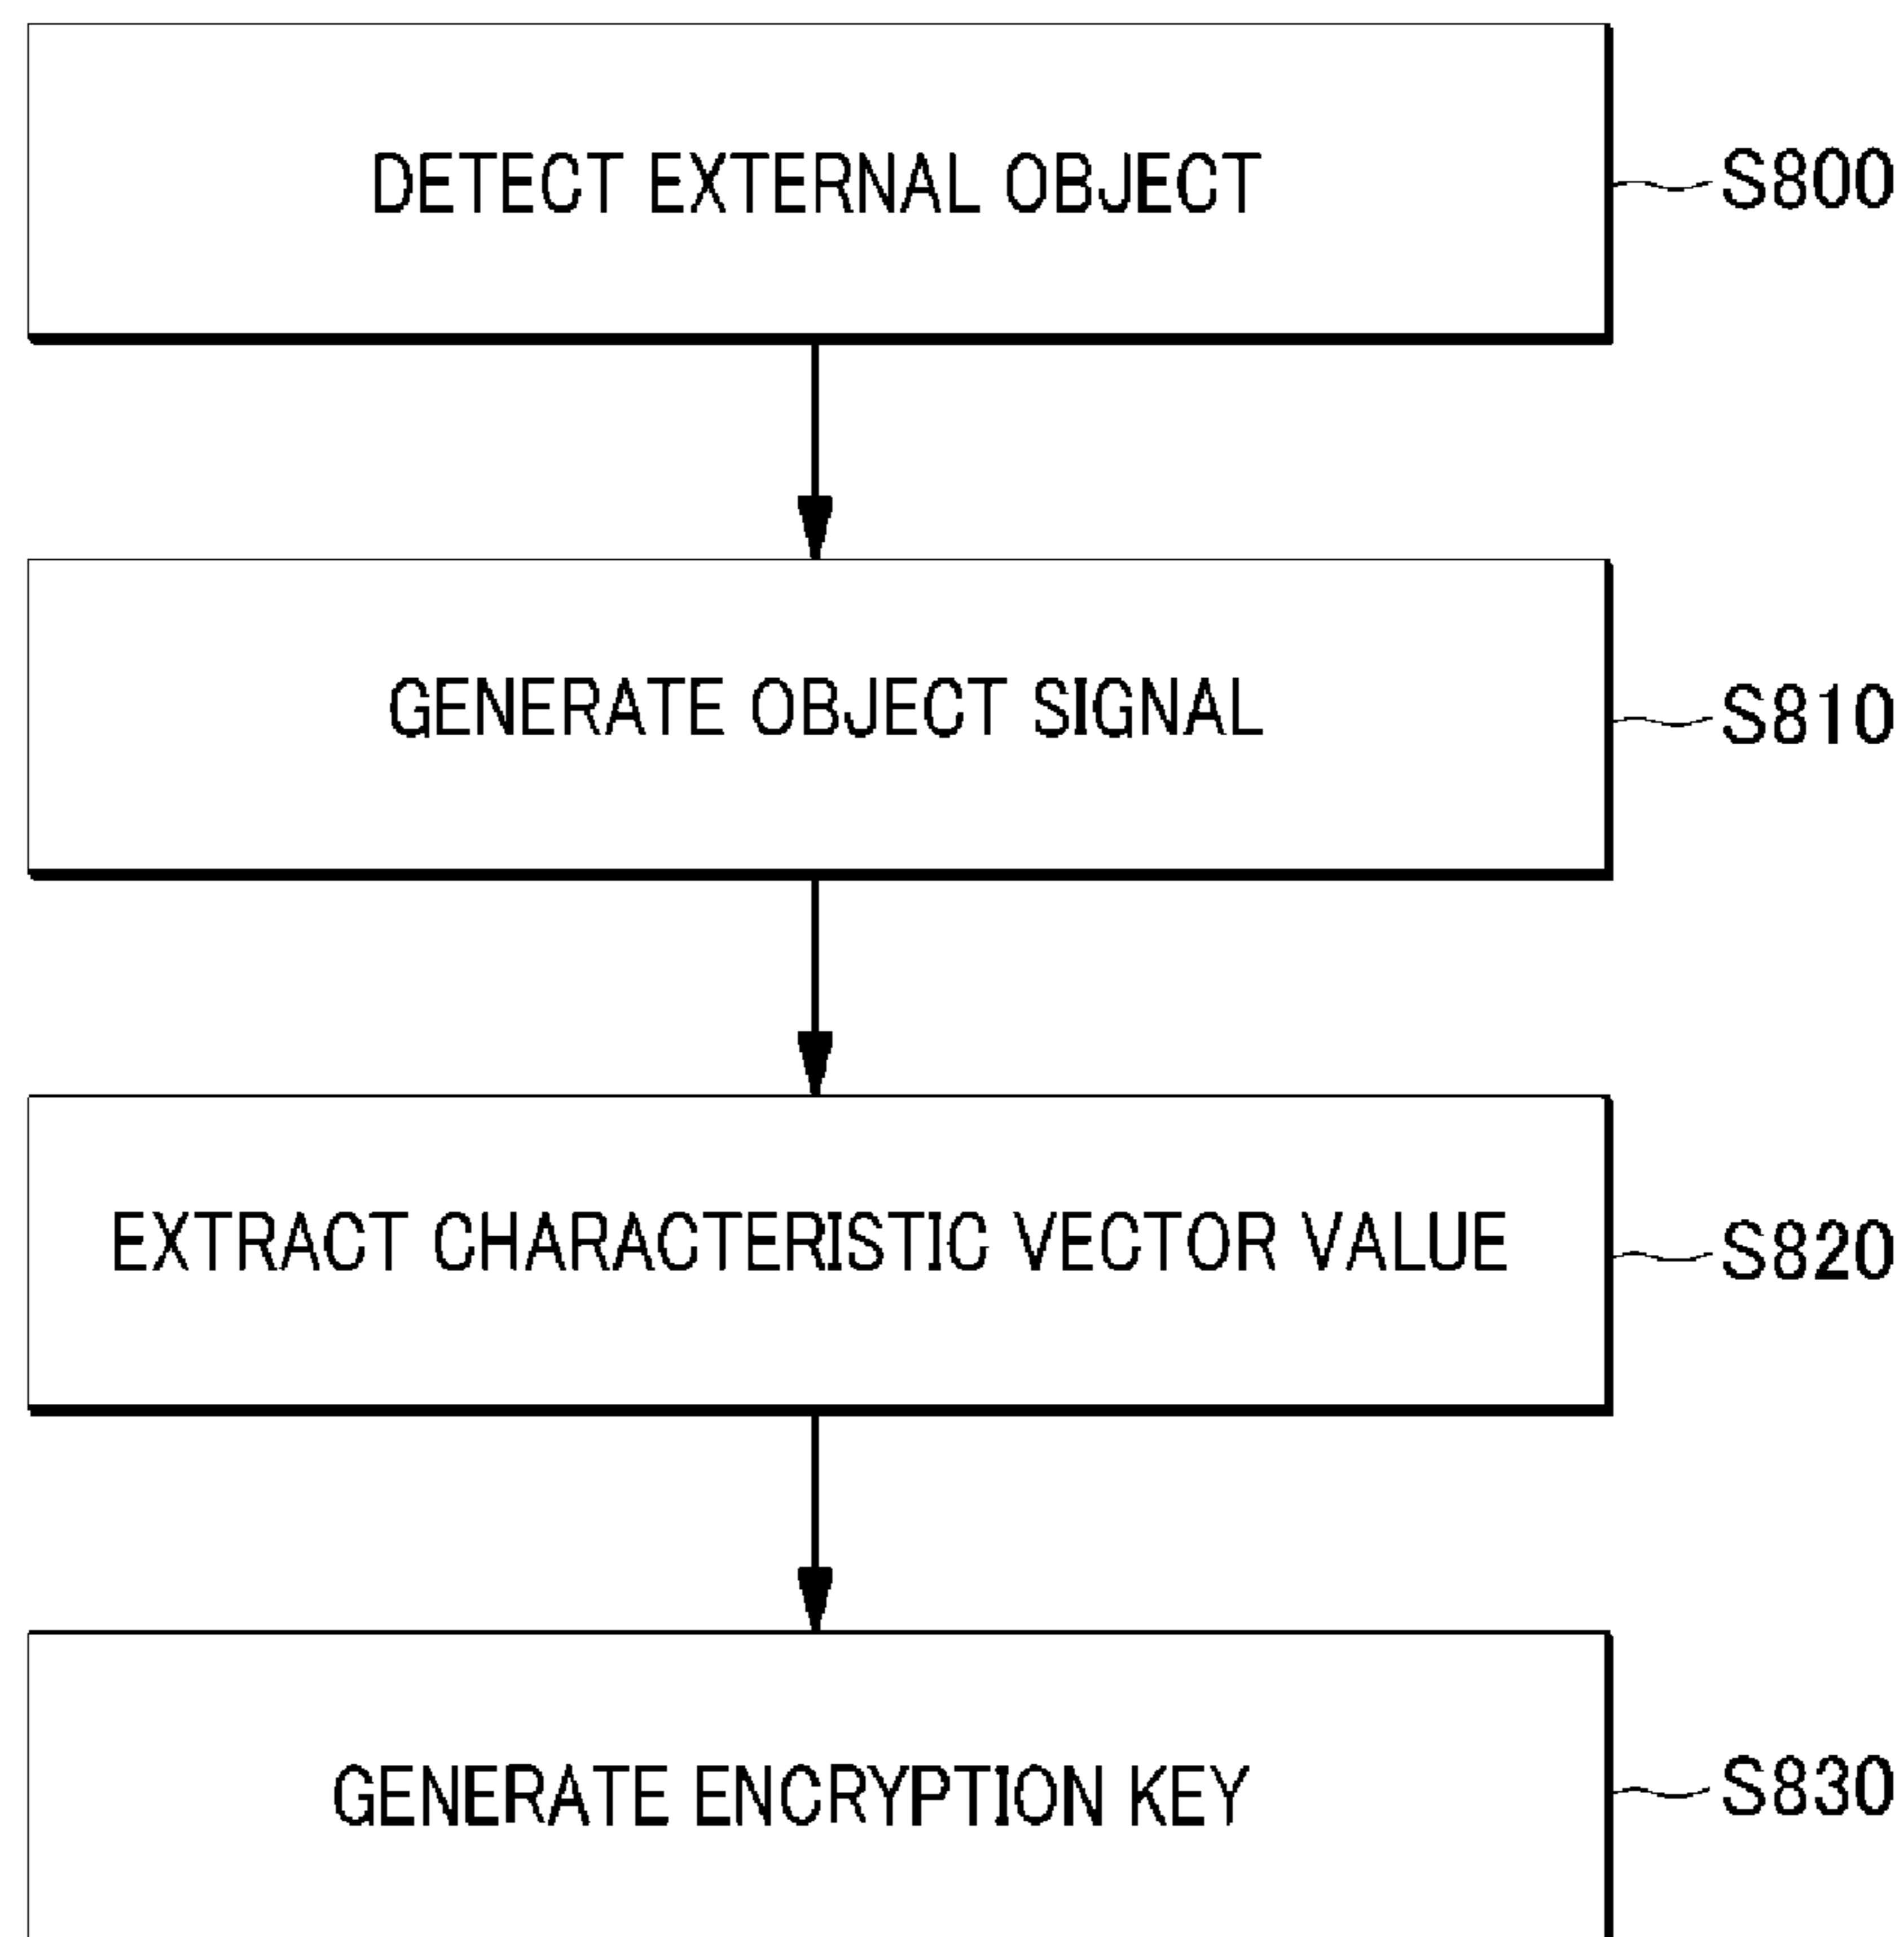 DETECT EXTERNAL OBJECT
S800
GENERATE OBJECT SIGNAL
S810
EXTRACT CHARACTERISTIC VECTOR VALUE
S820
GENERATE ENCRYPTION KEY
S830